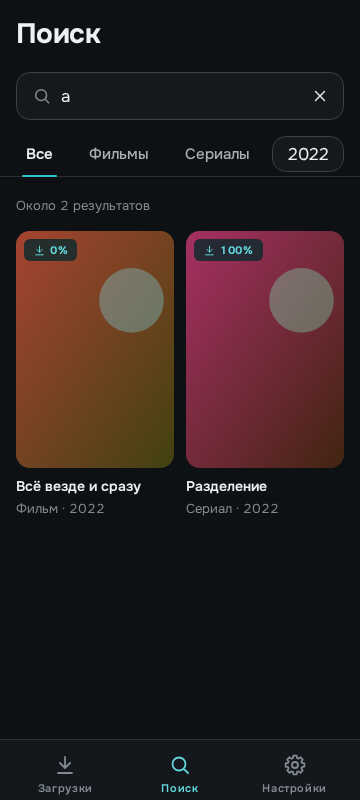 Поиск
a
Все Фильмы Сериалы 2022
Около 2 результатов
0% 100%
Всё везде и сразу Разделение
Фильм · 2022 Сериал · 2022
Загрузки Поиск Настройки